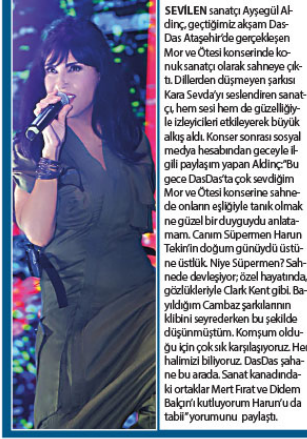 SEVİLEN sanatçı Ayşegül Al-
dinç, geçtiğimiz akşam Das-
Das Ataşehir'de gerçekleşen
Mor ve Ötesi konserinde ko-
nuk sanatçı olarak sahneye çık-
tı. Dillerden düşmeyen şarkısı
Kara Sevda'yı seslendiren sanat-
çı, hem sesi hem de güzelliğiy-
le izleyicileri etkileyerek büyük
alkış aldı. Konser sonrası sosyal
medya hesabından geceyle il-
gili paylaşım yapan Aldinç: "Bu
gece DasDas'ta çok sevdiğim
Mor ve Ötesi konserine sahne-
de onların eşliğiyle tanık olmak
ne güzel bir duyguydu anlata-
mam. Canım Süpermen Harun
Tekin'in doğum günüydü üstü-
ne üstlük. Niye Süpermen? Sah-
nede devleşiyor; özel hayatında,
gözlükleriyle Clark Kent gibi. Ba-
yıldığım Cambaz şarkılarının
klibini seyrederken bu şekilde
düşünmüştüm. Komşum oldu-
ğu için çok sık karşılaşıyoruz. Her
halimizi biliyoruz. DasDas şaha-
ne bu arada. Sanat kanadında-
ki ortaklar Mert Fırat ve Didem
Balçın'ı kutluyorum Harun'u da
tabii" yorumunu paylaştı.